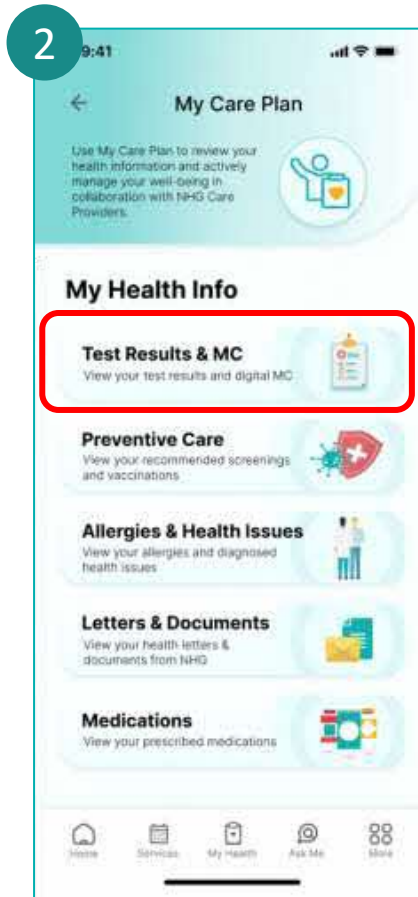 2
9:41
My Care Plan
Use My Care Plan to review your
health information and actively
manage your well-being in
collaboration with NHG Care
Providers.
My Health Info
Test Results & MC
View your test results and digital MC
Preventive Care
View your recommended screenings
and vaccinations
Allergies & Health Issues
View your allergies and diagnosed
health issues
Letters & Documents
View your health letters &
documents from NHG
Medications
View your prescribed medications
Home Services My Health Ask Me More